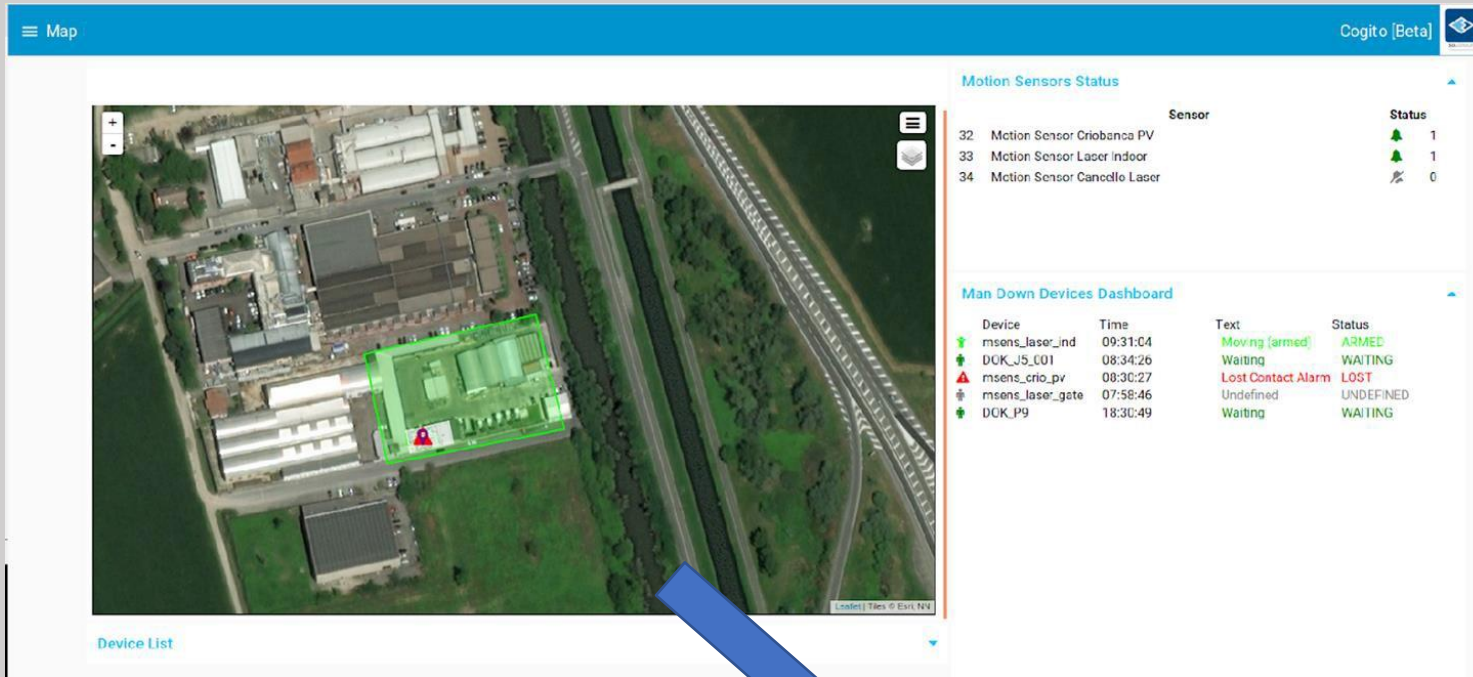 Map
Cogito [Beta]
Motion Sensors Status
Sensor Status
32 Motion Sensor Criobanca PV 1
33 Motion Sensor Laser Indoor 1
34 Motion Sensor Cancello Laser 0
+
-
Man Down Devices Dashboard
Device Time Text Status
msens_laser_ind 09:31:04 Moving (armed) ARMED
DOK_J5_001 08:34:26 Waiting WAITING
msens_crio_pv 08:30:27 Lost Contact Alarm LOST
msens_laser_gate 07:58:46 Undefined UNDEFINED
DOK_P9 18:30:49 Waiting WAITING
Leaflet | Tiles © Esri, NN
Device List